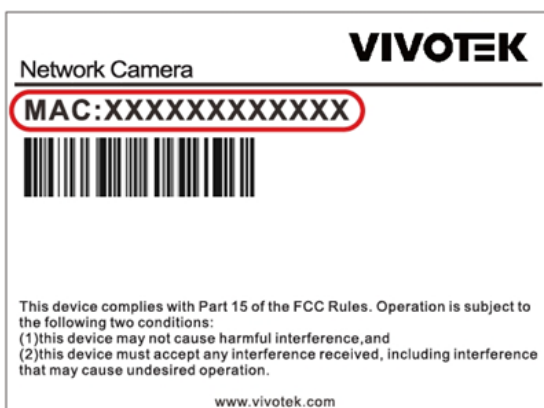 VIVOTEK
Network Camera
MAC:XXXXXXXXXXXX
This device complies with Part 15 of the FCC Rules. Operation is subject to
the following two conditions:
(1)this device may not cause harmful interference,and
(2)this device must accept any interference received, including interference
that may cause undesired operation.
www.vivotek.com